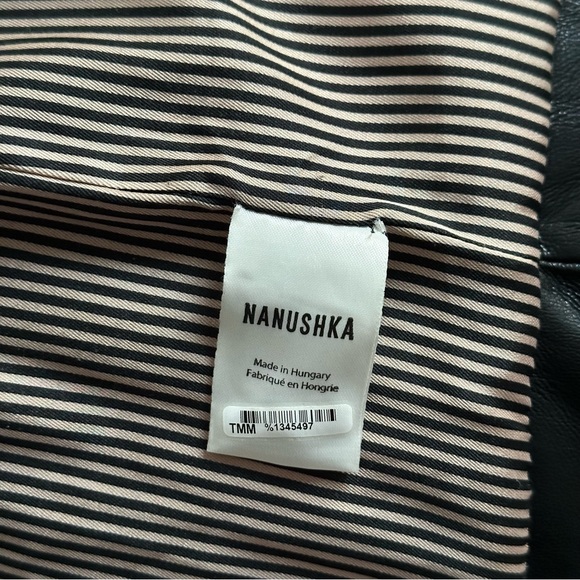 NANUSHKA
Made in Hungary
Fabriqué en Hongrie
TMM %1345497